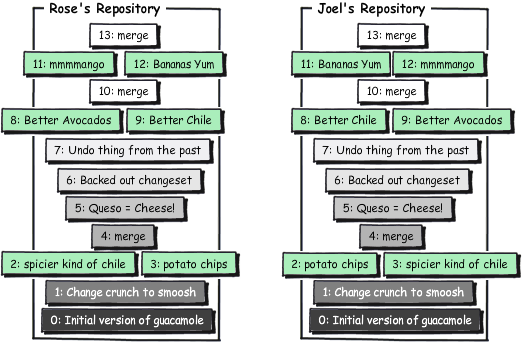 Rose's Repository
13: merge
11: mmmmango
12: Bananas Yum
10: merge
8: Better Avocados
9: Better Chile
7: Undo thing from the past
6: Backed out changeset
5: Queso = Cheese!
4: merge
2: spicier kind of chile
3: potato chips
1: Change crunch to smoosh
0: Initial version of guacamole
Joel's Repository
13: merge
11: Bananas Yum
12: mmmmango
10: merge
8: Better Chile
9: Better Avocados
7: Undo thing from the past
6: Backed out changeset
5: Queso = Cheese!
4: merge
2: potato chips
3: spicier kind of chile
1: Change crunch to smoosh
0: Initial version of guacamole